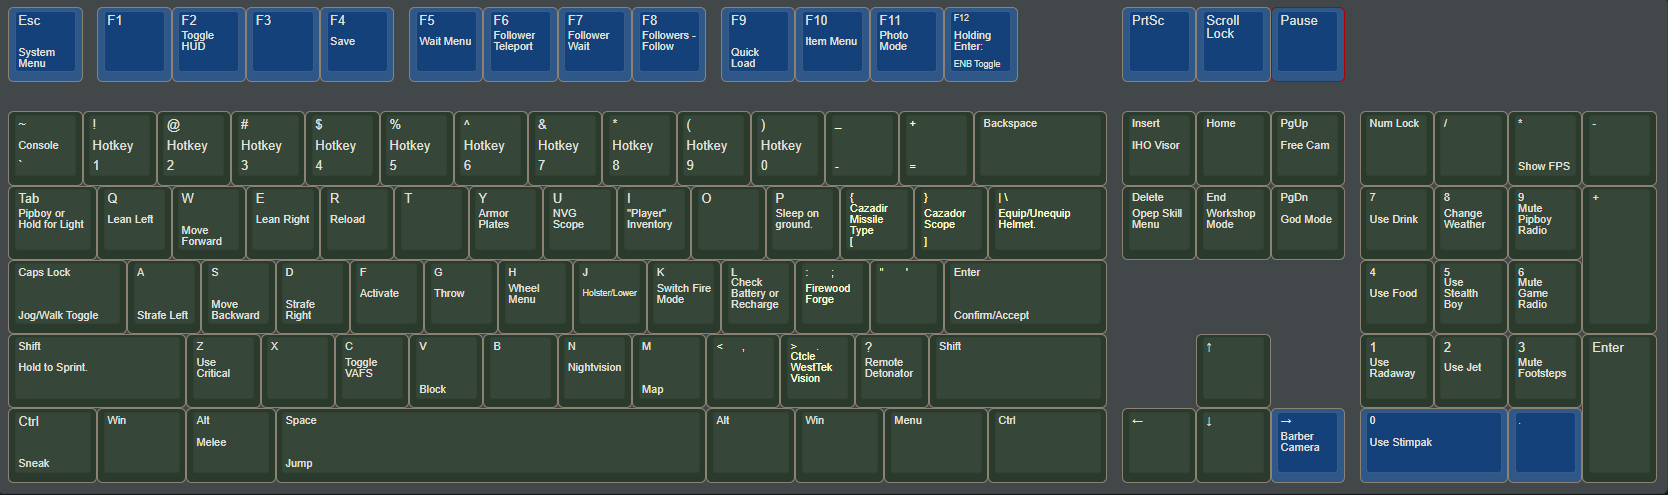 Esc
System
Menu
F1
F2
Toggle
HUD
F3
F4
Save
F5
Wait Menu
F6
Follower
Teleport
F7
Follower
Wait
F8
Followers -
Follow
F9
Quick
Load
F10
Item Menu
F11
Photo
Mode
F12
Holding
Enter:
ENB Toggle
PrtSc
Scroll
Lock
Pause
~
Console
`
!
Hotkey
1
@
Hotkey
2
#
Hotkey
3
$
Hotkey
4
%
Hotkey
5
^
Hotkey
6
&
Hotkey
7
*
Hotkey
8
(
Hotkey
9
)
Hotkey
0
_
-
+
=
Backspace
Insert
IHO Visor
Home
PgUp
Free Cam
Num Lock
/
*
Show FPS
-
Tab
Pipboy or
Hold for Light
Q
Lean Left
W
Move
Forward
E
Lean Right
R
Reload
T
Y
Armor
Plates
U
NVG
Scope
I
"Player"
Inventory
O
P
Sleep on
ground.
{
Cazadir
Missile
Type
[
}
Cazador
Scope
]
| \
Equip/Unequip
Helmet.
Delete
Opep Skill
Menu
End
Workshop
Mode
PgDn
God Mode
7
Use Drink
8
Change
Weather
9
Mute
Pipboy
Radio
+
Caps Lock
Jog/Walk Toggle
A
Strafe Left
S
Move
Backward
D
Strafe
Right
F
Activate
G
Throw
H
Wheel
Menu
J
Holster/Lower
K
Switch Fire
Mode
L
Check
Battery or
Recharge
: ;
Firewood
Forge
" '
Enter
Confirm/Accept
4
Use Food
5
Use
Stealth
Boy
6
Mute
Game
Radio
Shift
Hold to Sprint.
Z
Use
Critical
X
C
Toggle
VAFS
V
Block
B
N
Nightvision
M
Map
< ,
> .
Ctcle
WestTek
Vision
?
Remote
Detonator
Shift
↑
1
Use
Radaway
2
Use Jet
3
Mute
Footsteps
Enter
Ctrl
Sneak
Win
Alt
Melee
Space
Jump
Alt
Win
Menu
Ctrl
←
↓
→
Barber
Camera
0
Use Stimpak
.